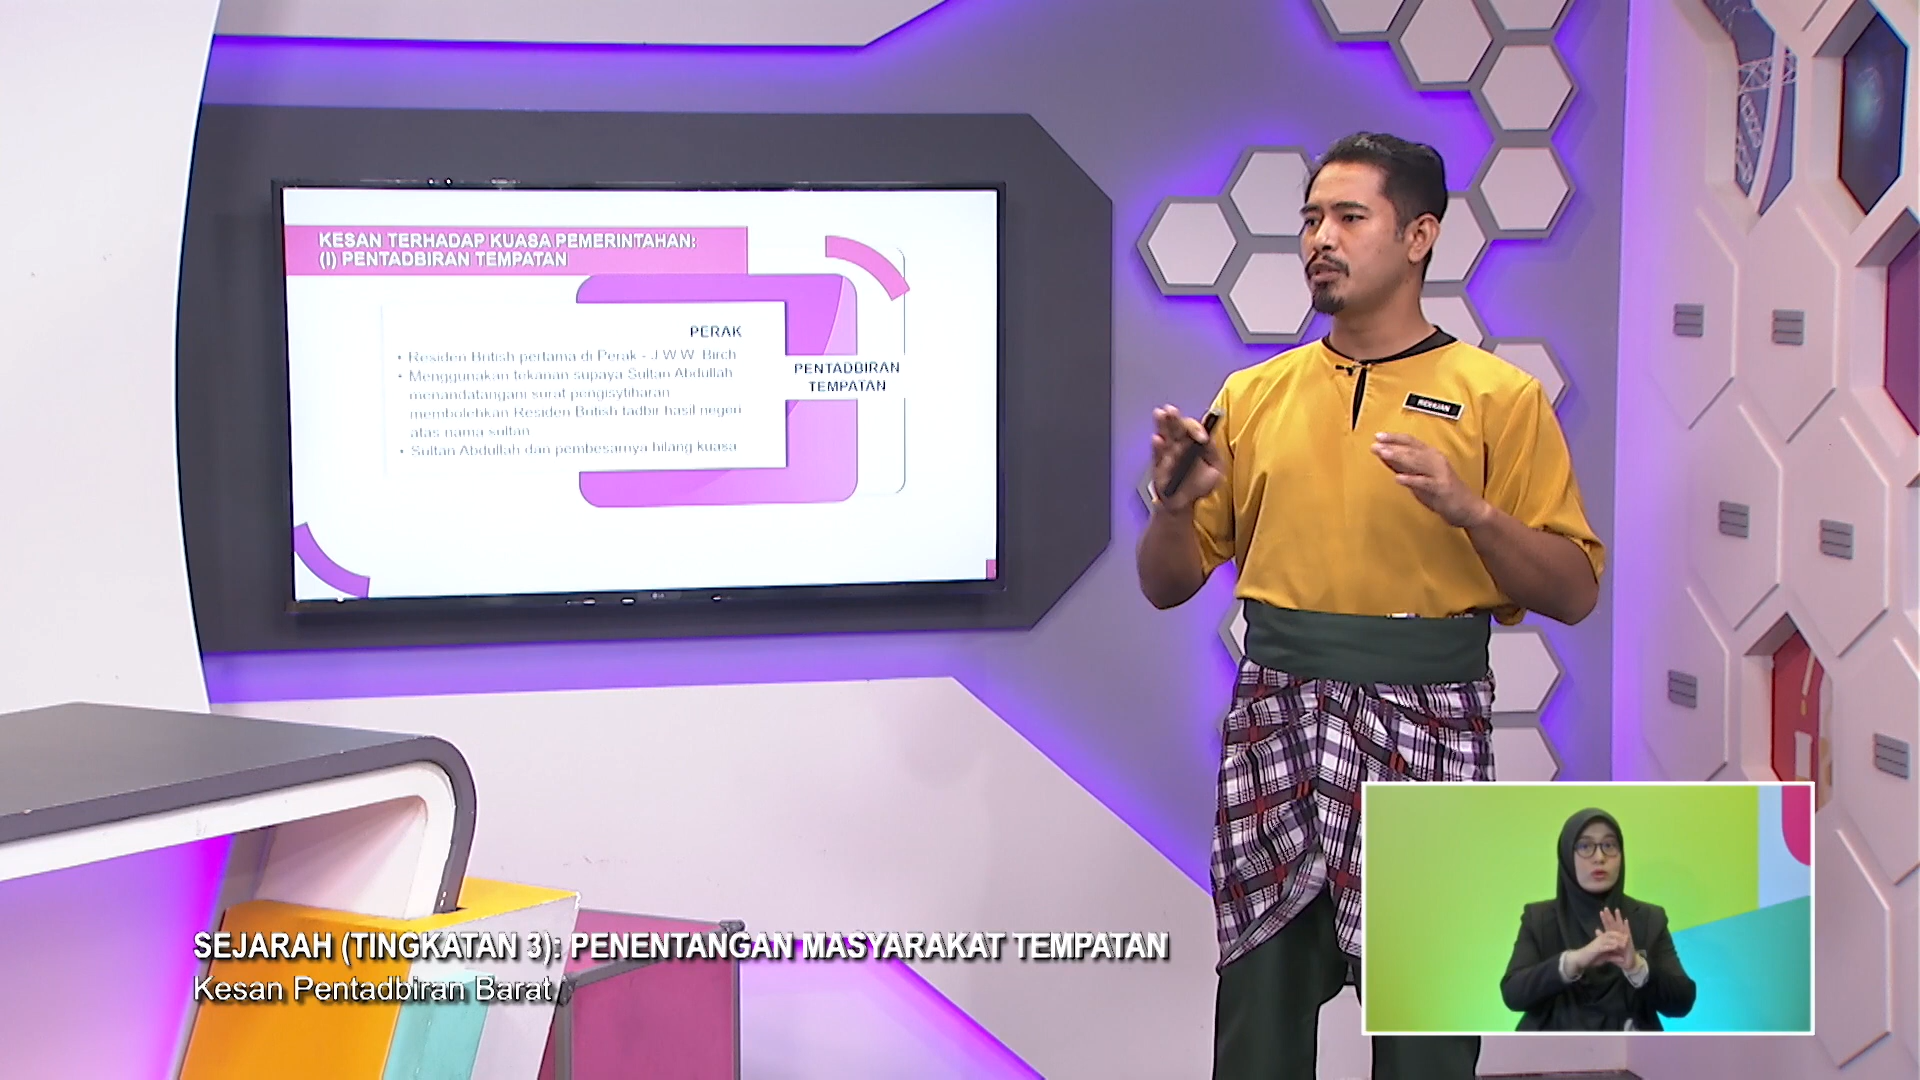 KESAN TERHADAP KUASA PEMERINTAHAN:
(I) PENTADBIRAN TEMPATAN
PERAK
• Residen British pertama di Perak - J.W.W. Birch
• Menggunakan tekanan supaya Sultan Abdullah
menandatangani surat pengisytiharan
membolehkan Residen British tadbir hasil negeri
atas nama sultan
• Sultan Abdullah dan pembesarnya hilang kuasa
PENTADBIRAN
TEMPATAN
RIDHUAN
LG
SEJARAH (TINGKATAN 3): PENENTANGAN MASYARAKAT TEMPATAN
Kesan Pentadbiran Barat